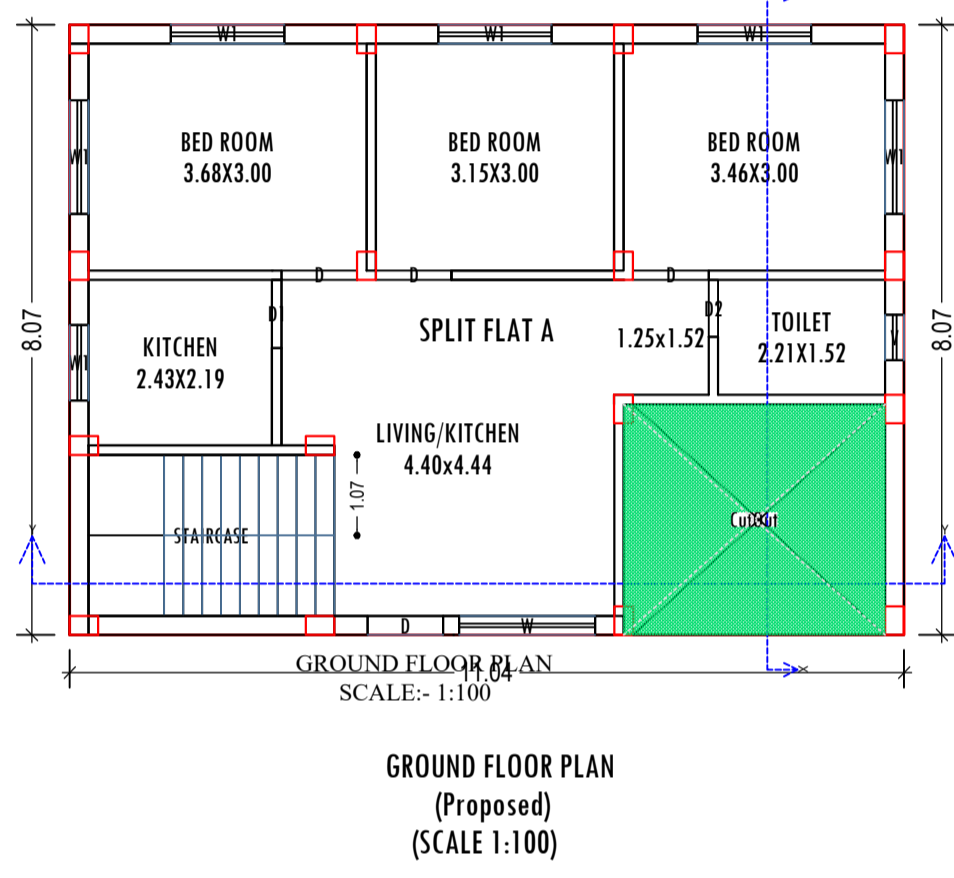 W1
W1
W1
BED ROOM
3.68X3.00
BED ROOM
3.15X3.00
BED ROOM
3.46X3.00
W1
W1
D
D
D
8.07
8.07
D1
D2
SPLIT FLAT A
1.25x1.52
TOILET
2.21X1.52
V
KITCHEN
2.43X2.19
W1
LIVING/KITCHEN
4.40x4.44
1.07
STAIRCASE
CutOut
Y
Y
D
W
GROUND FLOOR PLAN
11.04
X
SCALE:- 1:100
GROUND FLOOR PLAN
(Proposed)
(SCALE 1:100)